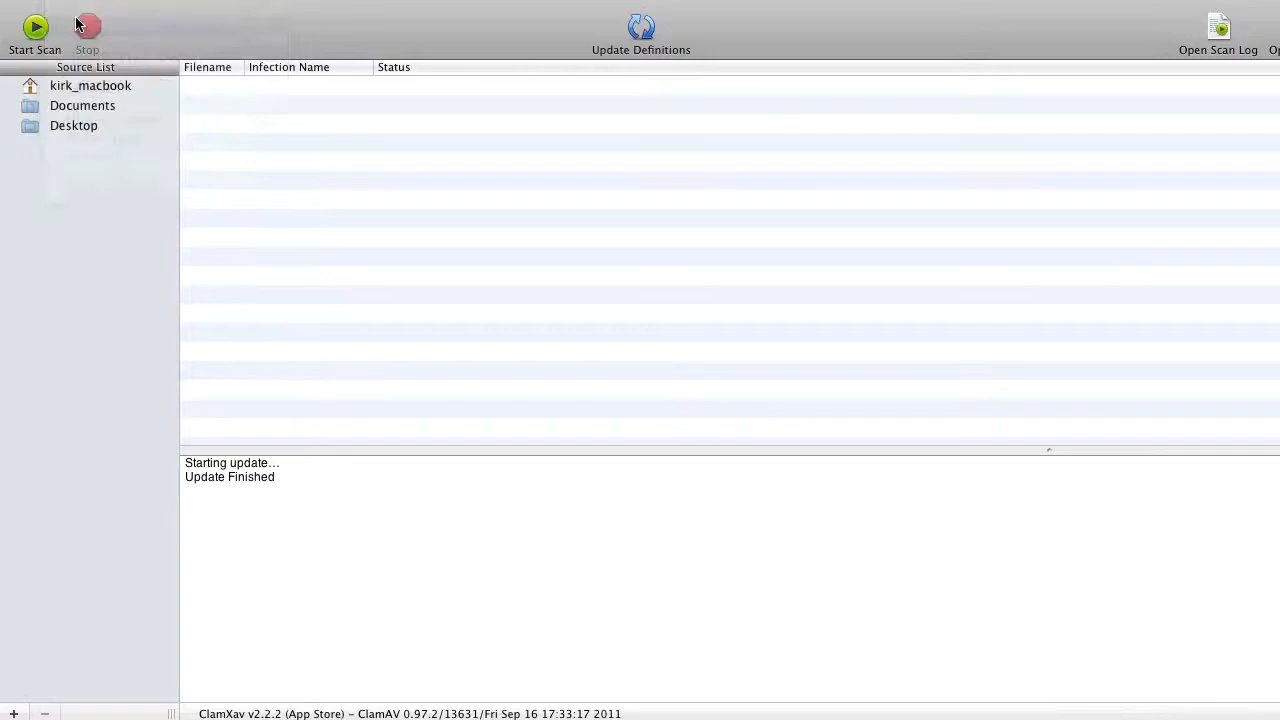 Start Scan
Stop
Update Definitions
Open Scan Log
Source List
Filename
Infection Name
Status
kirk_macbook
Documents
Desktop
Starting update…
Update Finished
ClamXav v2.2.2 (App Store) – ClamAV 0.97.2/13631/Fri Sep 16 17:33:17 2011